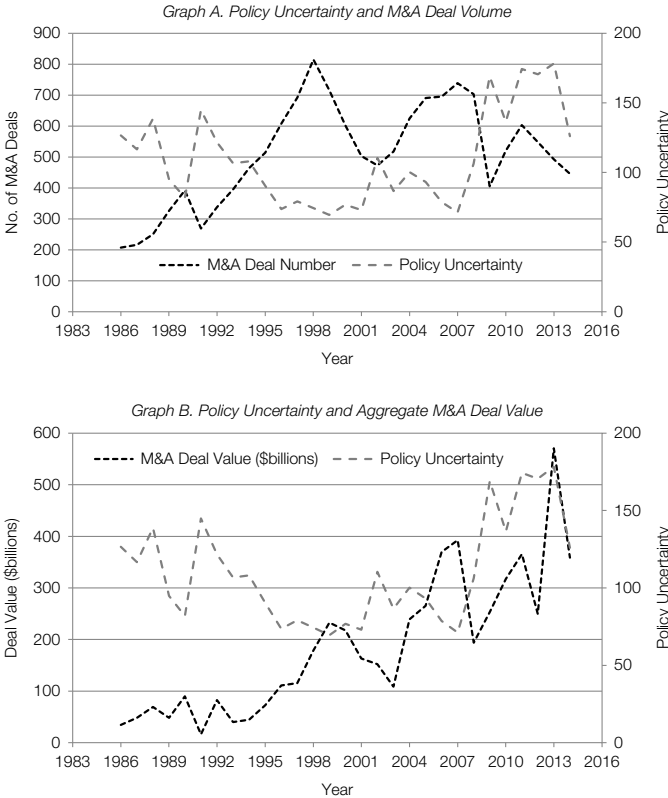 Graph A. Policy Uncertainty and M&A Deal Volume
900
800
700
600
500
400
300
200
100
0
No. of M&A Deals
200
150
100
50
0
Policy Uncertainty
M&A Deal Number
Policy Uncertainty
1983 1986 1989 1992 1995 1998 2001 2004 2007 2010 2013 2016
Year
Graph B. Policy Uncertainty and Aggregate M&A Deal Value
600
500
400
300
200
100
0
Deal Value ($billions)
200
150
100
50
0
Policy Uncertainty
M&A Deal Value ($billions)
Policy Uncertainty
1983 1986 1989 1992 1995 1998 2001 2004 2007 2010 2013 2016
Year